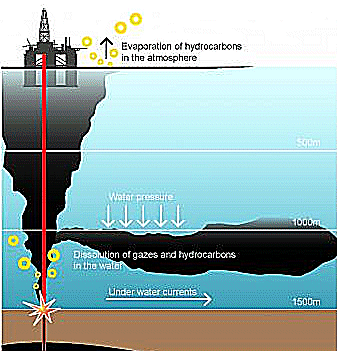 Evaporation of hydrocarbons
in the atmosphere
500m
Water pressure
1000m
Dissolution of gazes and hydrocarbons
in the water
Under water currents
1500m